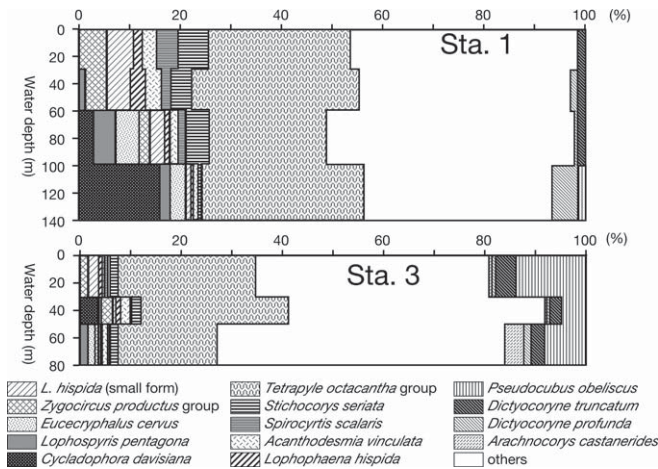 0 20 40 60 80 100 (%)
Sta. 1
Water depth (m)
0
20
40
60
80
100
120
140
0 20 40 60 80 100 (%)
Sta. 3
Water depth (m)
0
20
40
60
80
L. hispida (small form) Tetrapyle octacantha group Pseudocubus obeliscus
Zygocircus productus group Stichocorys seriata Dictyocoryne truncatum
Eucecryphalus cervus Spirocyrtis scalaris Dictyocoryne profunda
Lophospyris pentagona Acanthodesmia vinculata Arachnocorys castanerides
Cycladophora davisiana Lophophaena hispida others